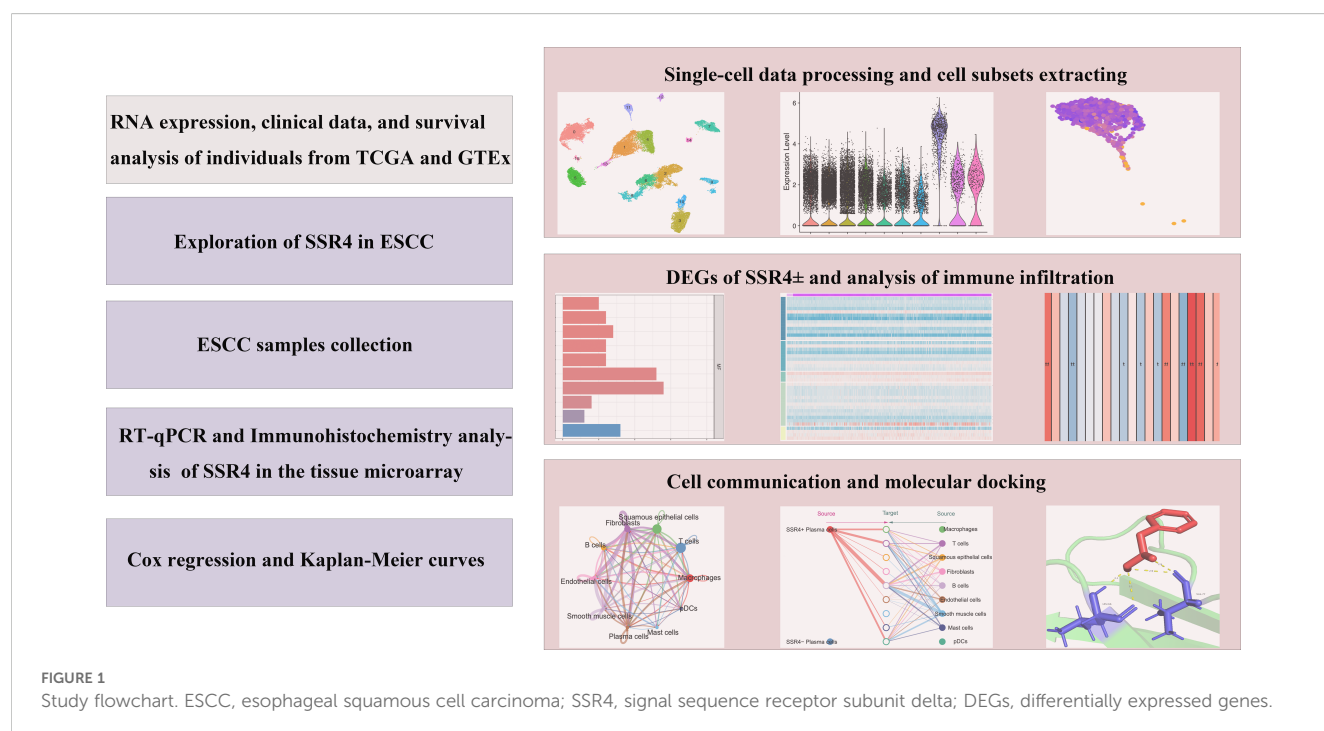 RNA expression, clinical data, and survival
analysis of individuals from TCGA and GTEx
Exploration of SSR4 in ESCC
ESCC samples collection
RT-qPCR and Immunohistochemistry analy-
sis of SSR4 in the tissue microarray
Cox regression and Kaplan-Meier curves
Single-cell data processing and cell subsets extracting
Expression Level
6
4
2
0
DEGs of SSR4± and analysis of immune infiltration
Cell communication and molecular docking
Squamous epithelial cells
Fibroblasts
T cells
B cells
Macrophages
Endothelial cells
pDCs
Smooth muscle cells
Mast cells
Plasma cells
Source
Target
Source
SSR4+ Plasma cells
SSR4− Plasma cells
Macrophages
T cells
Squamous epithelial cells
Fibroblasts
B cells
Endothelial cells
Smooth muscle cells
Mast cells
pDCs
FIGURE 1
Study flowchart. ESCC, esophageal squamous cell carcinoma; SSR4, signal sequence receptor subunit delta; DEGs, differentially expressed genes.